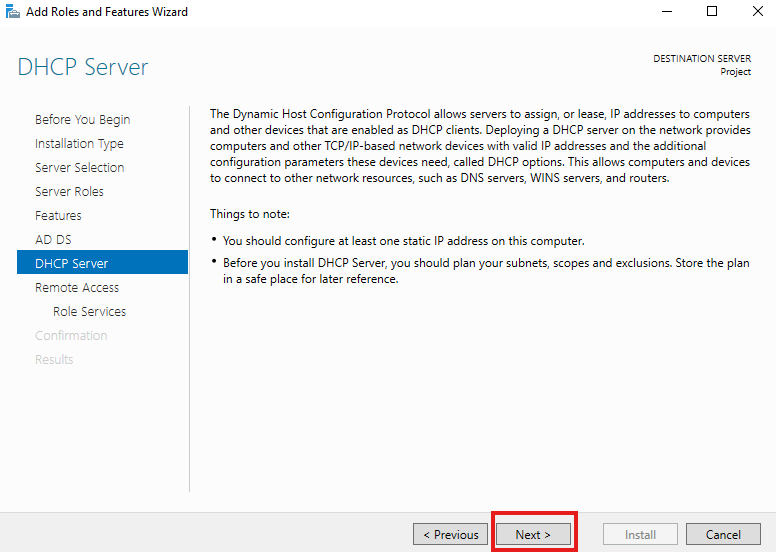 Add Roles and Features Wizard
DHCP Server
DESTINATION SERVER
Project
Before You Begin
Installation Type
Server Selection
Server Roles
Features
AD DS
DHCP Server
Remote Access
Role Services
Confirmation
Results
The Dynamic Host Configuration Protocol allows servers to assign, or lease, IP addresses to computers
and other devices that are enabled as DHCP clients. Deploying a DHCP server on the network provides
computers and other TCP/IP-based network devices with valid IP addresses and the additional
configuration parameters these devices need, called DHCP options. This allows computers and devices
to connect to other network resources, such as DNS servers, WINS servers, and routers.
Things to note:
• You should configure at least one static IP address on this computer.
• Before you install DHCP Server, you should plan your subnets, scopes and exclusions. Store the plan
in a safe place for later reference.
< Previous
Next >
Install
Cancel